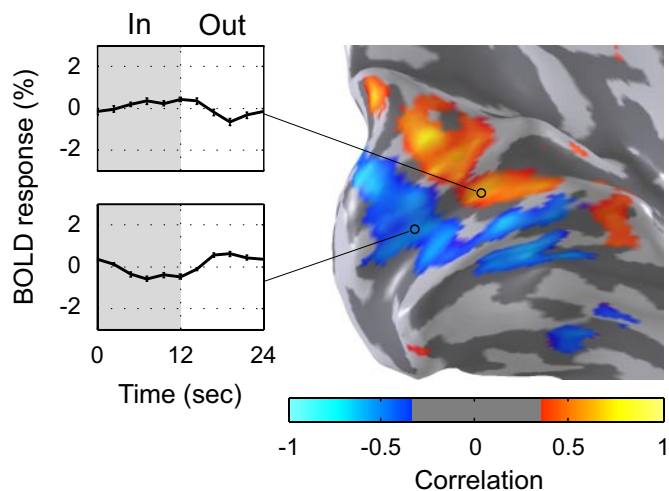 In Out
BOLD response (%)
2
0
-2
2
0
-2
0 12 24
Time (sec)
-1 -0.5 0 0.5 1
Correlation